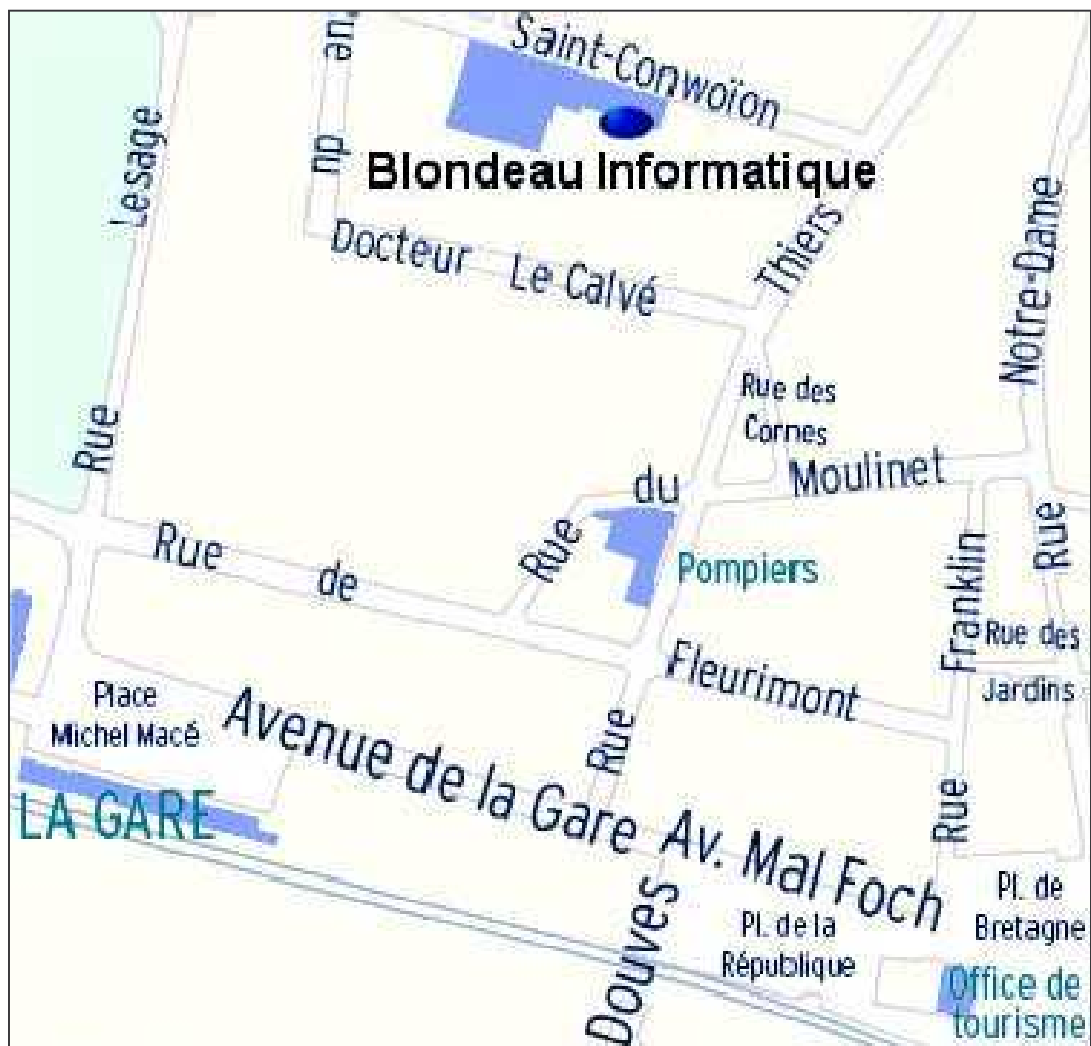 Saint-Conwoïon
Rue
du
Blondeau Informatique
Lesage
Rue
Docteur Le Calvé
Thiers
Notre-Dame
Rue
Rue des
Cornes
Rue du Moulinet
Pompiers
Rue de Fleurimont
Franklin
Rue
Rue des
Jardins
Place
Michel Macé
Rue
Avenue de la Gare
Av. Mal Foch
LA GARE
Douves
Pl. de la
République
Pl. de
Bretagne
Office de
tourisme